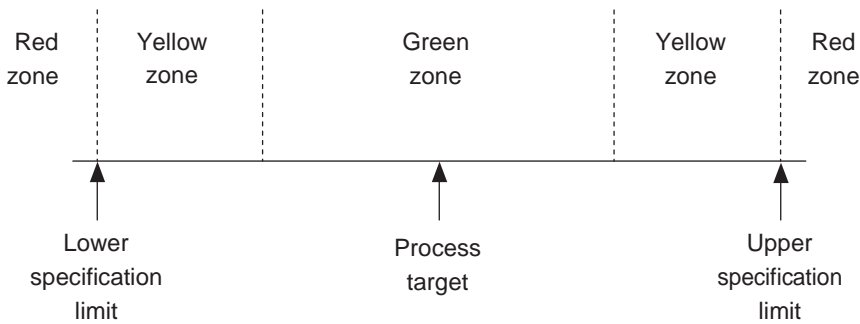 Red
zone
Yellow
zone
Green
zone
Yellow
zone
Red
zone
Lower
specification
limit
Process
target
Upper
specification
limit